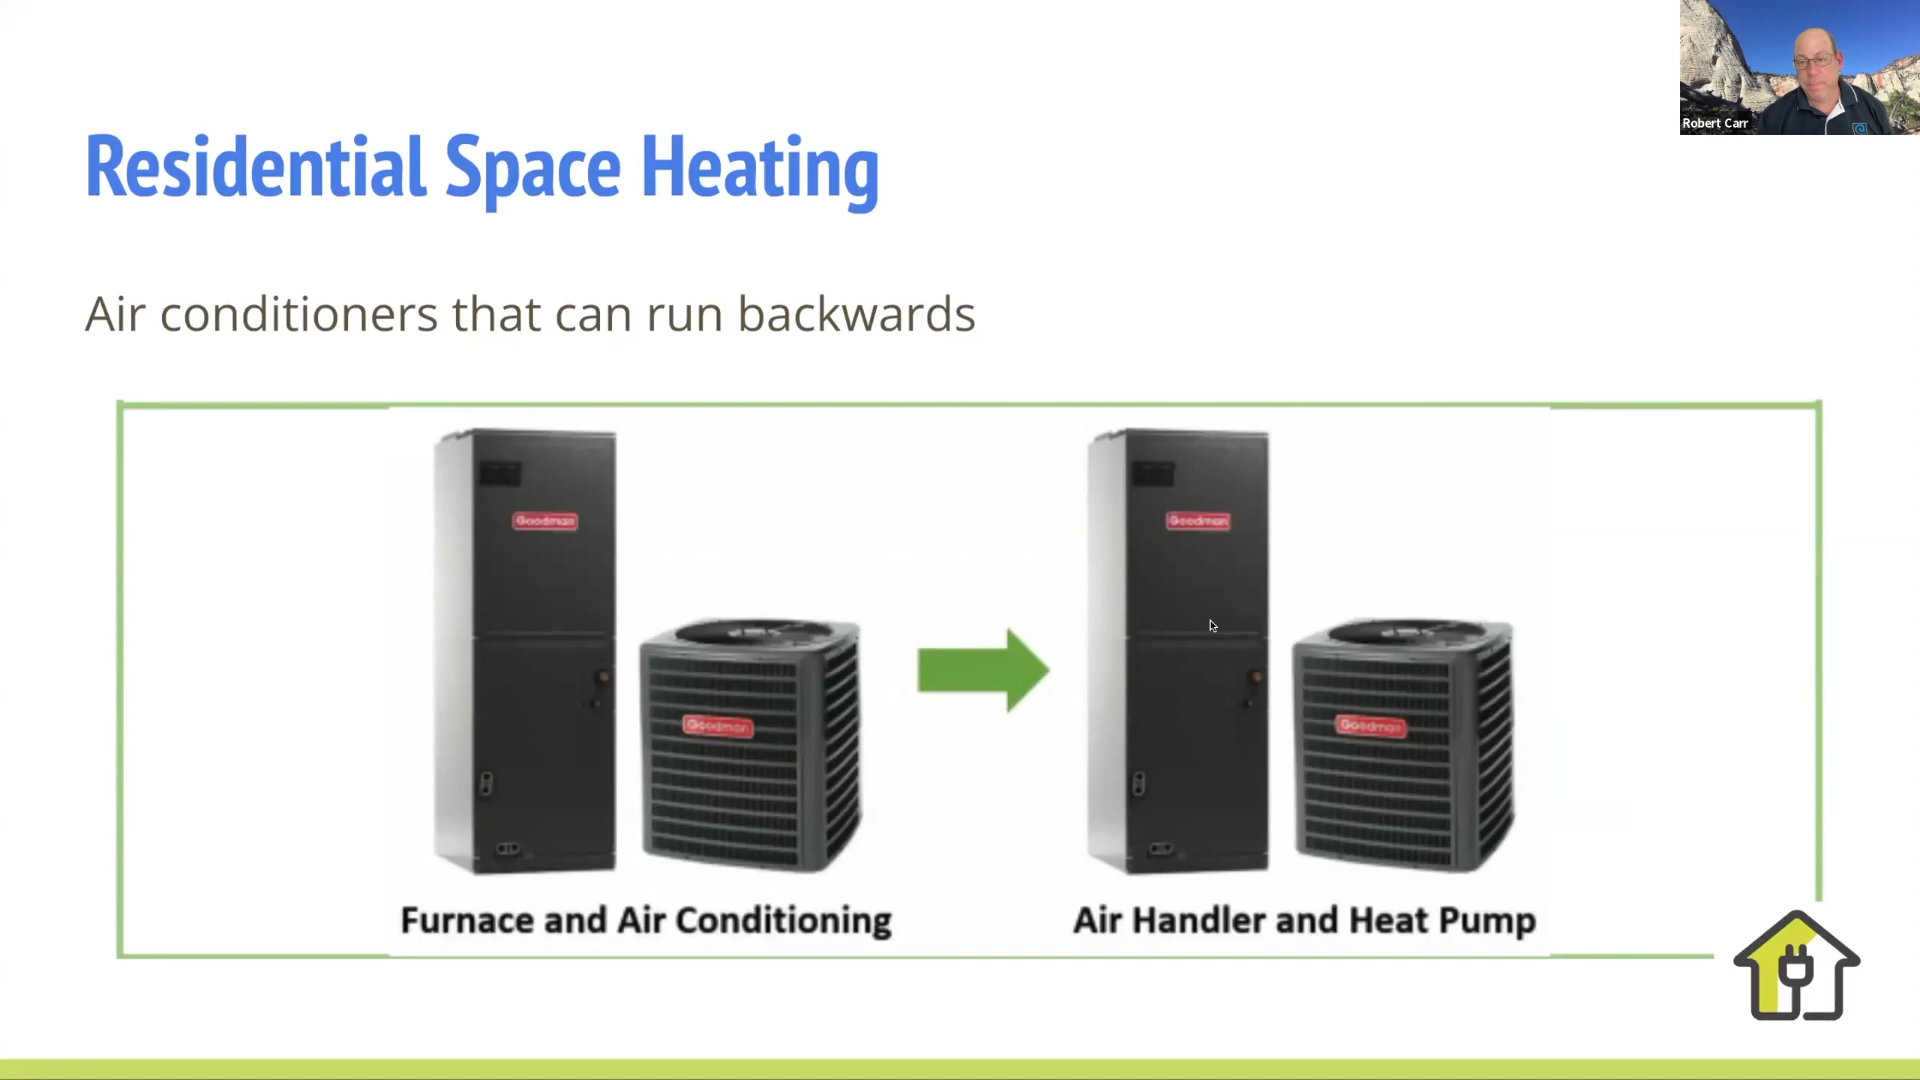 Robert Carr
Residential Space Heating
Air conditioners that can run backwards
Goodman
Goodman
Goodman
Goodman
Furnace and Air Conditioning
Air Handler and Heat Pump